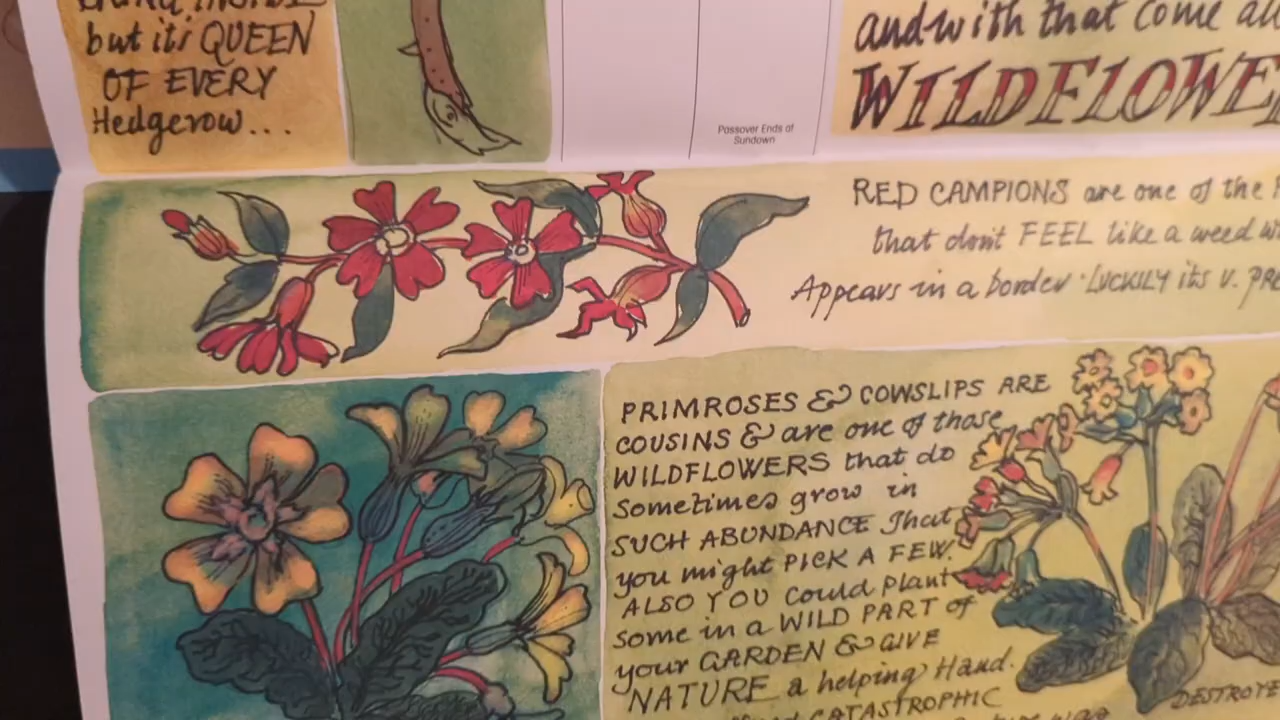 but it's QUEEN
OF EVERY
Hedgerow...
Passover Ends at
Sundown
and with that come
WILDFLOWE
RED CAMPIONS are one of the
that don't FEEL like a weed
Appears in a border · LUCKILY its V.
PRIMROSES & COWSLIPS ARE
COUSINS & are one of those
WILDFLOWERS that do
Sometimes grow in
SUCH ABUNDANCE That
you might PICK A FEW.
ALSO YOU could plant
some in a WILD PART of
your GARDEN & GIVE
NATURE a helping Hand.
CATASTROPHIC
was
DESTROYE